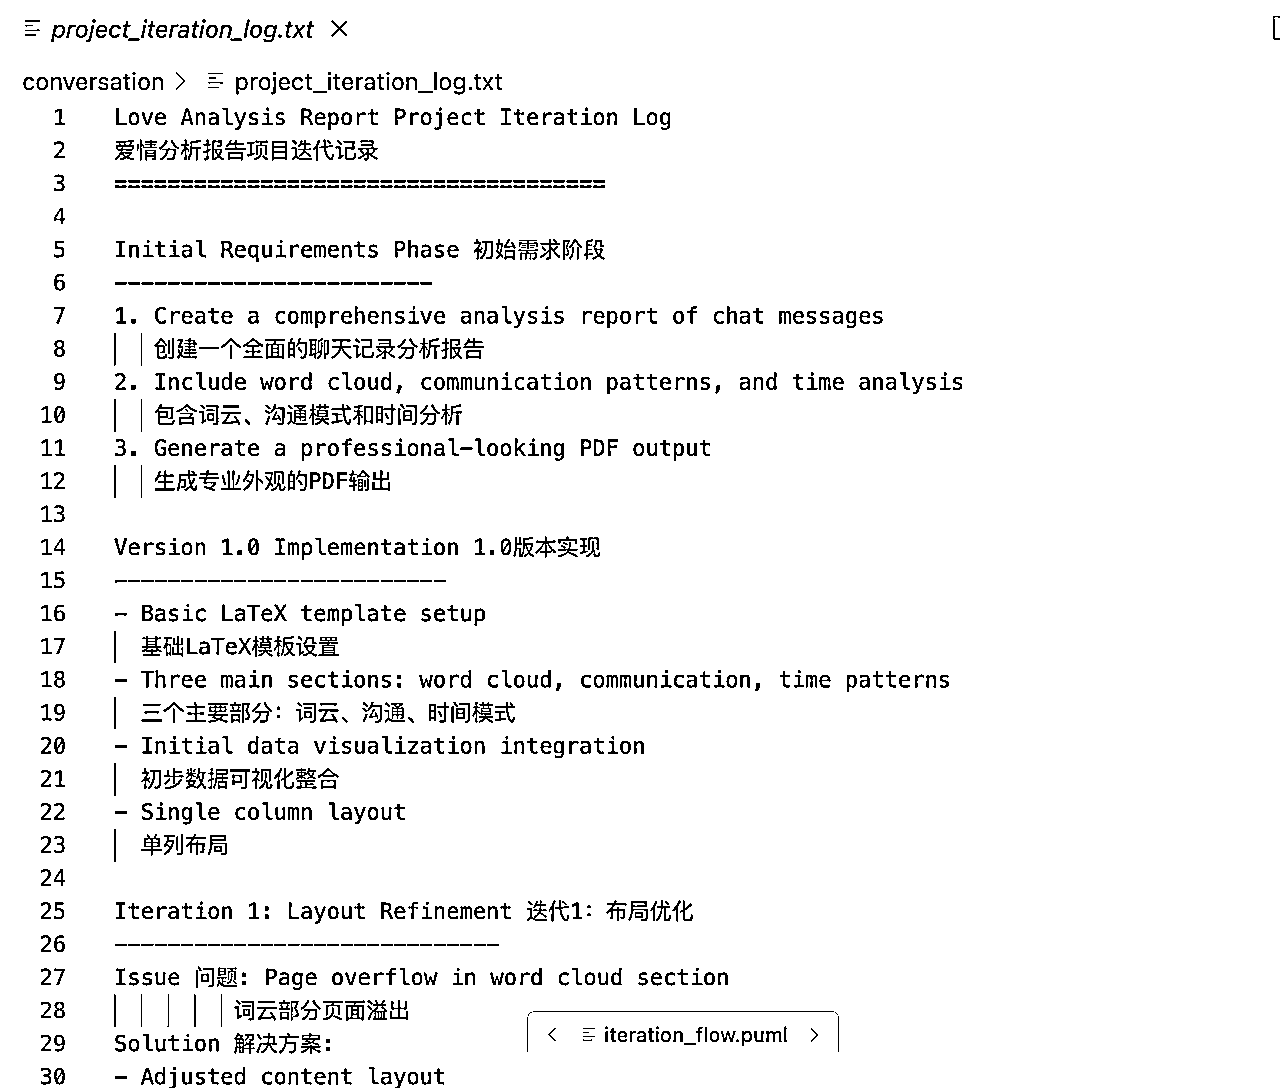 project_iteration_log.txt
conversation > project_iteration_log.txt
1 Love Analysis Report Project Iteration Log
2 爱情分析报告项目迭代记录
3 =====================================
4
5 Initial Requirements Phase 初始需求阶段
6 ------------------------
7 1. Create a comprehensive analysis report of chat messages
8 创建一个全面的聊天记录分析报告
9 2. Include word cloud, communication patterns, and time analysis
10 包含词云、沟通模式和时间分析
11 3. Generate a professional-looking PDF output
12 生成专业外观的PDF输出
13
14 Version 1.0 Implementation 1.0版本实现
15 -------------------------
16 - Basic LaTeX template setup
17 基础LaTeX模板设置
18 - Three main sections: word cloud, communication, time patterns
19 三个主要部分：词云、沟通、时间模式
20 - Initial data visualization integration
21 初步数据可视化整合
22 - Single column layout
23 单列布局
24
25 Iteration 1: Layout Refinement 迭代1：布局优化
26 -----------------------------
27 Issue 问题: Page overflow in word cloud section
28 词云部分页面溢出
29 Solution 解决方案:
30 - Adjusted content layout
iteration_flow.puml